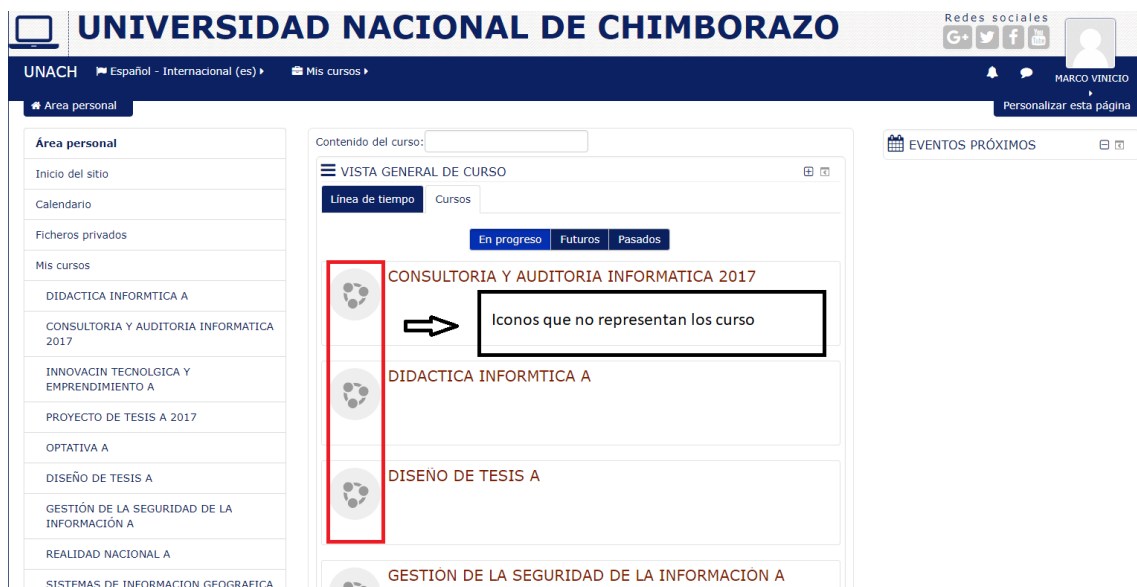 UNIVERSIDAD NACIONAL DE CHIMBORAZO
Redes sociales
G+ f You Tube
UNACH Español - Internacional (es) Mis cursos
MARCO VINICIO
Area personal
Personalizar esta página
Área personal
Inicio del sitio
Calendario
Ficheros privados
Mis cursos
DIDACTICA INFORMTICA A
CONSULTORIA Y AUDITORIA INFORMATICA
2017
INNOVACIN TECNOLGICA Y
EMPRENDIMIENTO A
PROYECTO DE TESIS A 2017
OPTATIVA A
DISEÑO DE TESIS A
GESTIÓN DE LA SEGURIDAD DE LA
INFORMACIÓN A
REALIDAD NACIONAL A
SISTEMAS DE INFORMACION GEOGRAFICA
Contenido del curso:
VISTA GENERAL DE CURSO
Línea de tiempo Cursos
En progreso Futuros Pasados
CONSULTORIA Y AUDITORIA INFORMATICA 2017
Iconos que no representan los curso
DIDACTICA INFORMTICA A
DISEÑO DE TESIS A
GESTIÓN DE LA SEGURIDAD DE LA INFORMACIÓN A
EVENTOS PRÓXIMOS